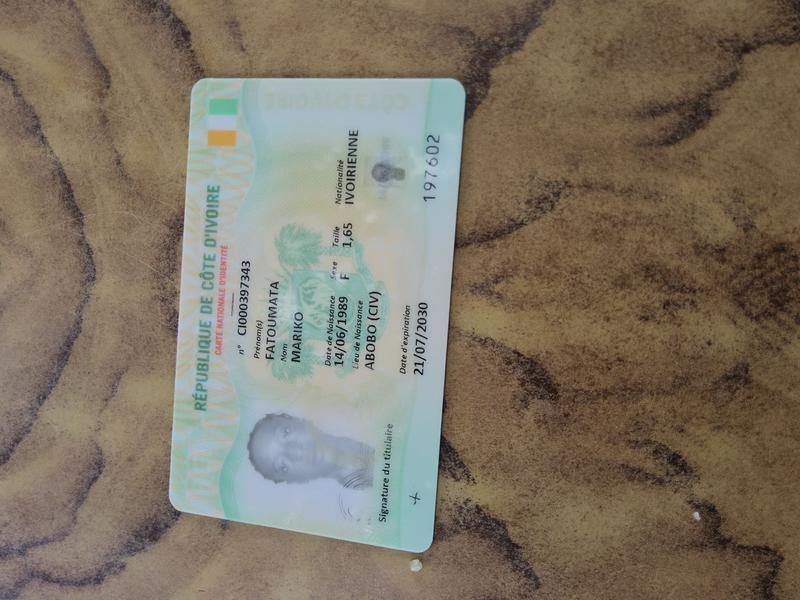 RÉPUBLIQUE DE CÔTE D'IVOIRE
CARTE NATIONALE D'IDENTITÉ
n° CI000397343
Prénom(s)
FATOUMATA
Nom
MARIKO
Date de Naissance Sexe Taille Nationalité
14/06/1989 F 1,65 IVOIRIENNE
Lieu de Naissance
ABOBO (CIV)
Date d'expiration
21/07/2030
Signature du titulaire
197602
CÔTE D'IVOIRE